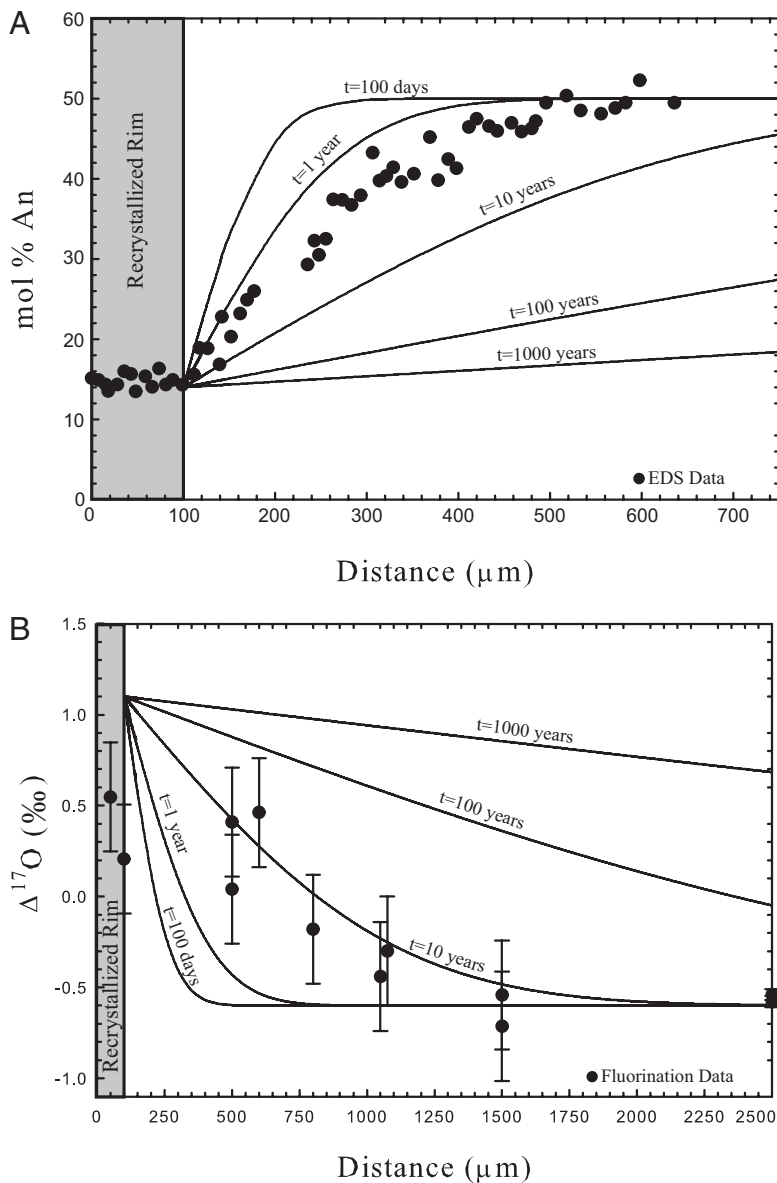 A
60
50
40
30
20
10
0
mol % An
Recrystallized Rim
t=100 days
t=1 year
t=10 years
t=100 years
t=1000 years
EDS Data
0 100 200 300 400 500 600 700
Distance (μm)
B
1.5
1.0
0.5
0.0
-0.5
-1.0
Δ¹⁷O (‰)
Recrystallized Rim
t=1000 years
t=100 years
t=1 year
t=100 days
t=10 years
Fluorination Data
0 250 500 750 1000 1250 1500 1750 2000 2250 2500
Distance (μm)